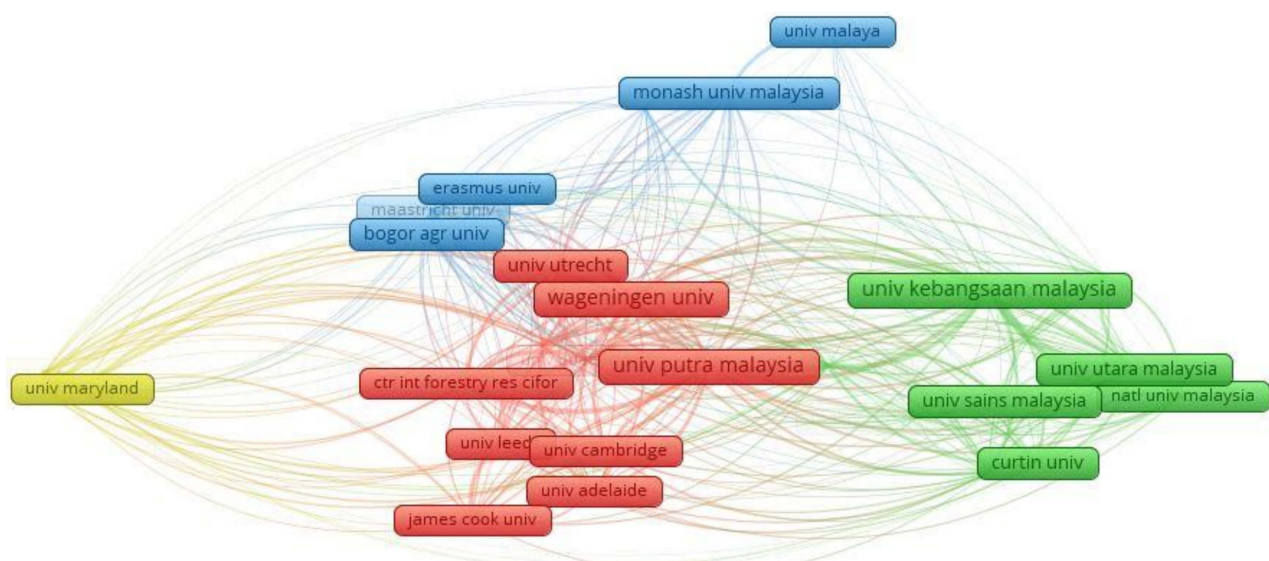 univ malaya
monash univ malaysia
erasmus univ
maastricht univ
bogor agr univ
univ utrecht
wageningen univ
univ kebangsaan malaysia
univ putra malaysia
univ utara malaysia
univ maryland
ctr int forestry res cifor
univ sains malaysia
natl univ malaysia
univ leed
univ cambridge
curtin univ
univ adelaide
james cook univ